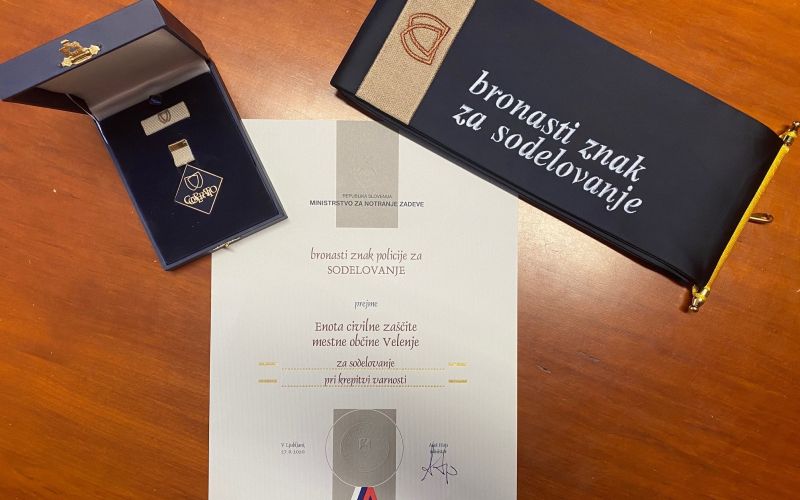 bronasti znak
za sodelovanje
REPUBLIKA SLOVENIJA
MINISTRSTVO ZA NOTRANJE ZADEVE
bronasti znak policije za
SODELOVANJE
prejme
Enota civilne zaščite
mestne občine Velenje
za sodelovanje
pri krepitvi varnosti
V Ljubljani,